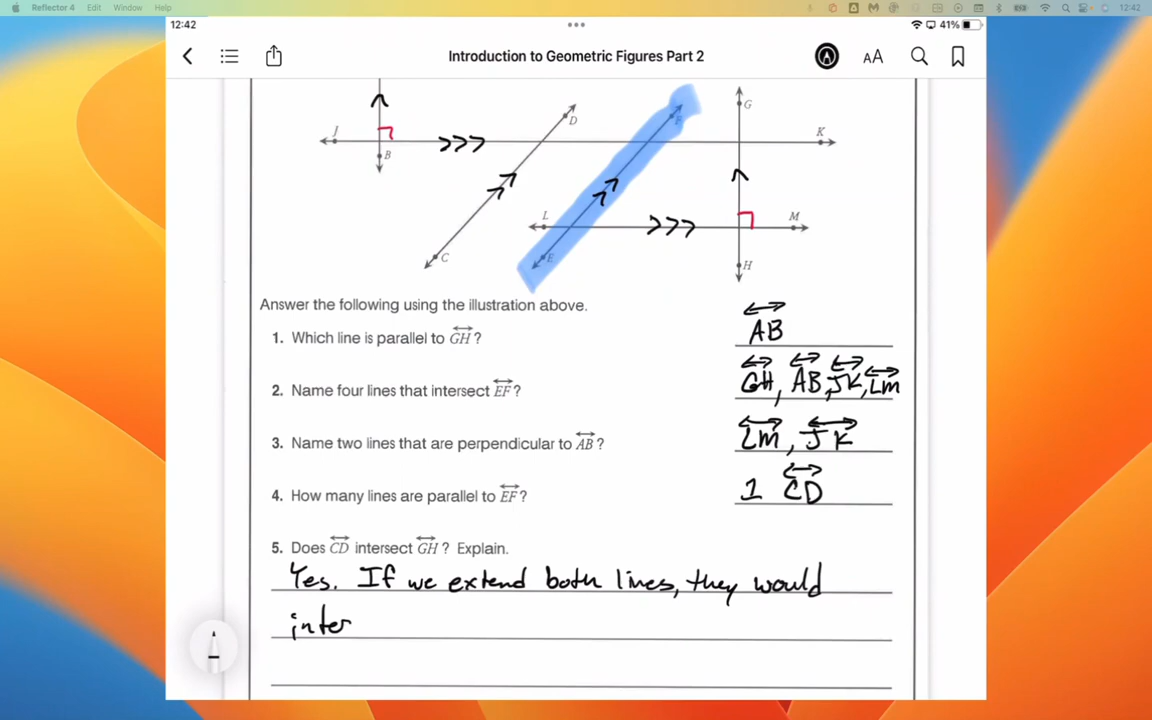 Reflector 4 Edit Window Help 12:42
12:42 41%
Introduction to Geometric Figures Part 2 AA
G
D
F
J
K
B
L
M
C
E
H
Answer the following using the illustration above.
1. Which line is parallel to GH?
AB
2. Name four lines that intersect EF?
GH, AB, JK, LM
3. Name two lines that are perpendicular to AB?
LM, JK
4. How many lines are parallel to EF?
1 CD
5. Does CD intersect GH? Explain.
Yes. If we extend both lines, they would
inter